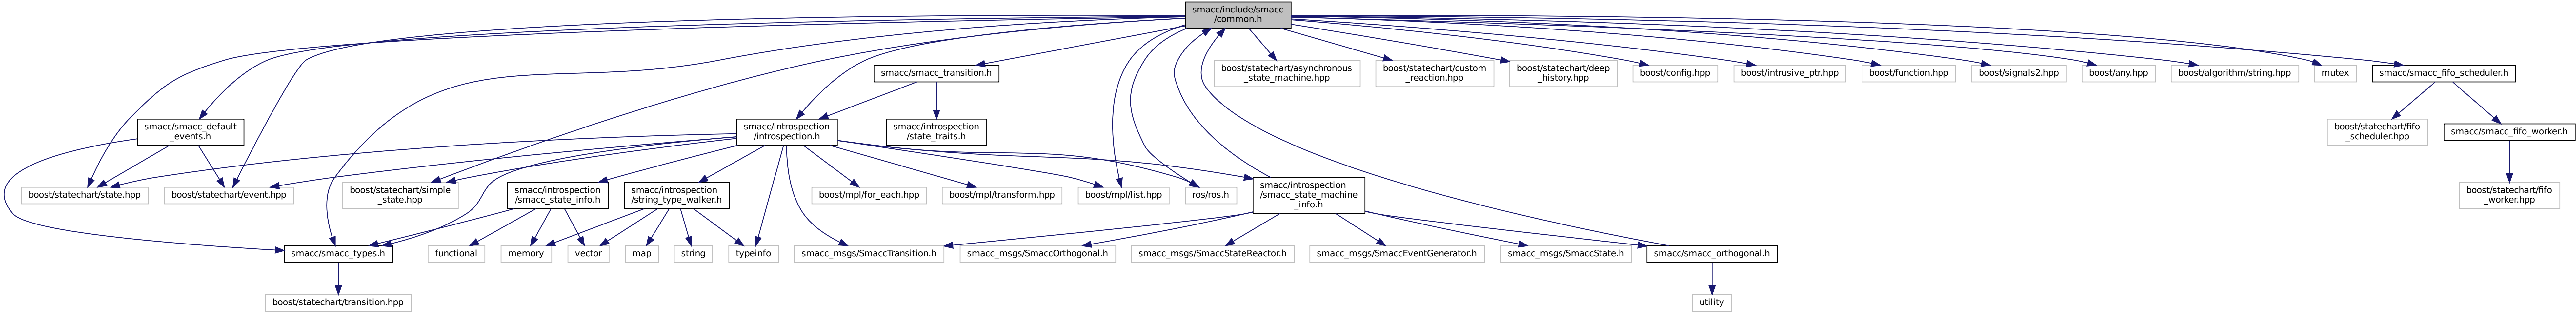 smacc/include/smacc
/common.h
smacc/smacc_transition.h
boost/statechart/asynchronous
_state_machine.hpp
boost/statechart/custom
_reaction.hpp
boost/statechart/deep
_history.hpp
boost/config.hpp
boost/intrusive_ptr.hpp
boost/function.hpp
boost/signals2.hpp
boost/any.hpp
boost/algorithm/string.hpp
mutex
smacc/smacc_fifo_scheduler.h
smacc/smacc_default
_events.h
smacc/introspection
/introspection.h
smacc/introspection
/state_traits.h
boost/statechart/fifo
_scheduler.hpp
smacc/smacc_fifo_worker.h
boost/statechart/state.hpp
boost/statechart/event.hpp
boost/statechart/simple
_state.hpp
smacc/introspection
/smacc_state_info.h
smacc/introspection
/string_type_walker.h
boost/mpl/for_each.hpp
boost/mpl/transform.hpp
boost/mpl/list.hpp
ros/ros.h
smacc/introspection
/smacc_state_machine
_info.h
boost/statechart/fifo
_worker.hpp
smacc/smacc_types.h
functional
memory
vector
map
string
typeinfo
smacc_msgs/SmaccTransition.h
smacc_msgs/SmaccOrthogonal.h
smacc_msgs/SmaccStateReactor.h
smacc_msgs/SmaccEventGenerator.h
smacc_msgs/SmaccState.h
smacc/smacc_orthogonal.h
boost/statechart/transition.hpp
utility